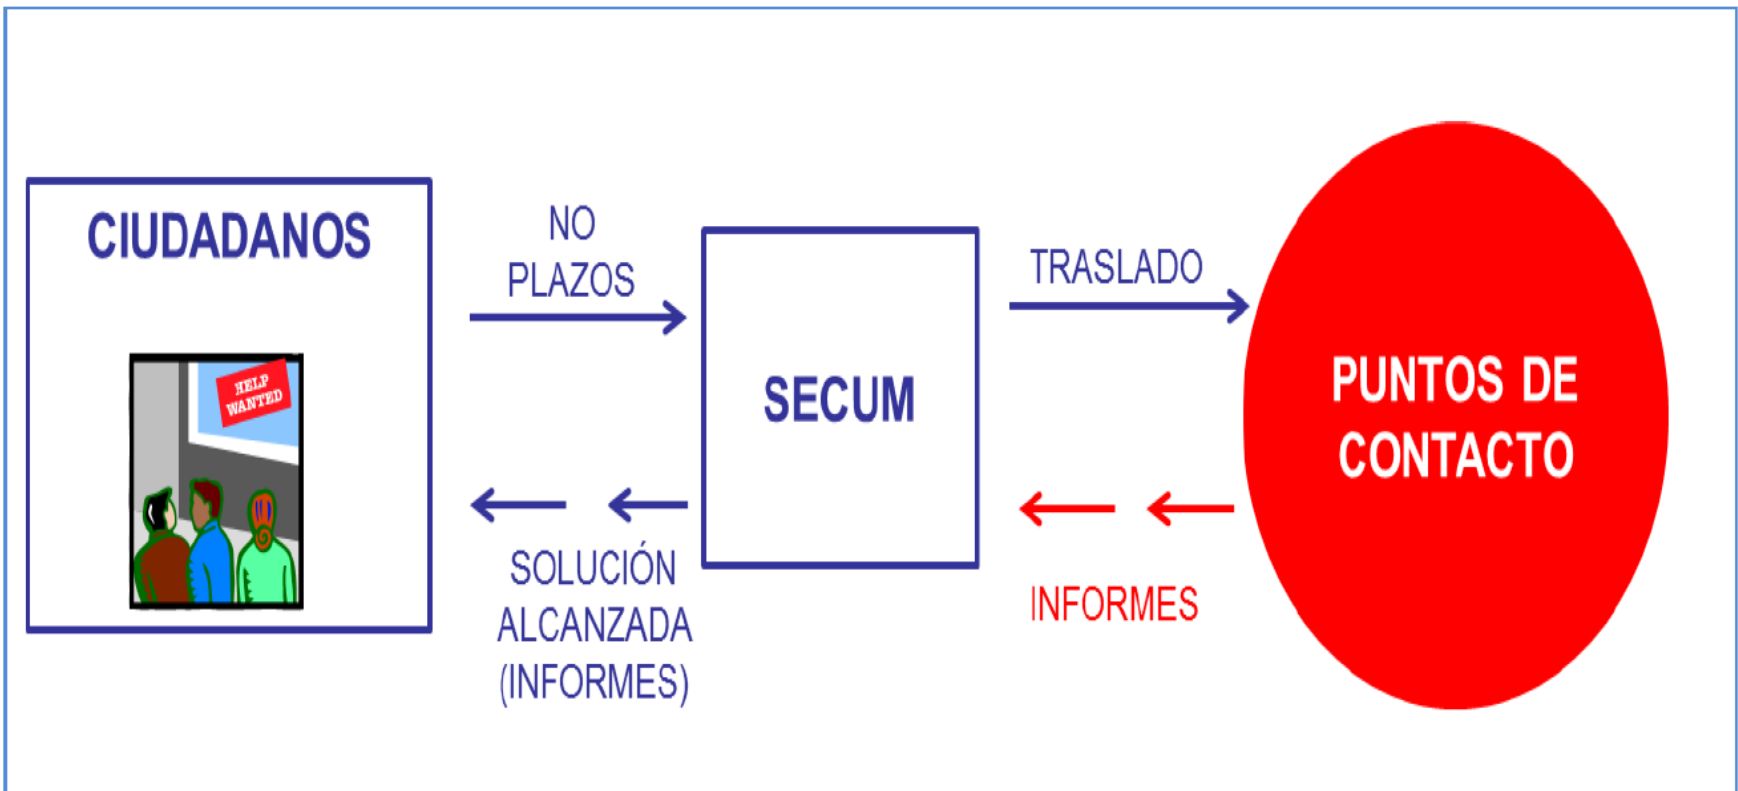 CIUDADANOS
HELP
WANTED
NO
PLAZOS
SOLUCIÓN
ALCANZADA
(INFORMES)
SECUM
TRASLADO
INFORMES
PUNTOS DE
CONTACTO